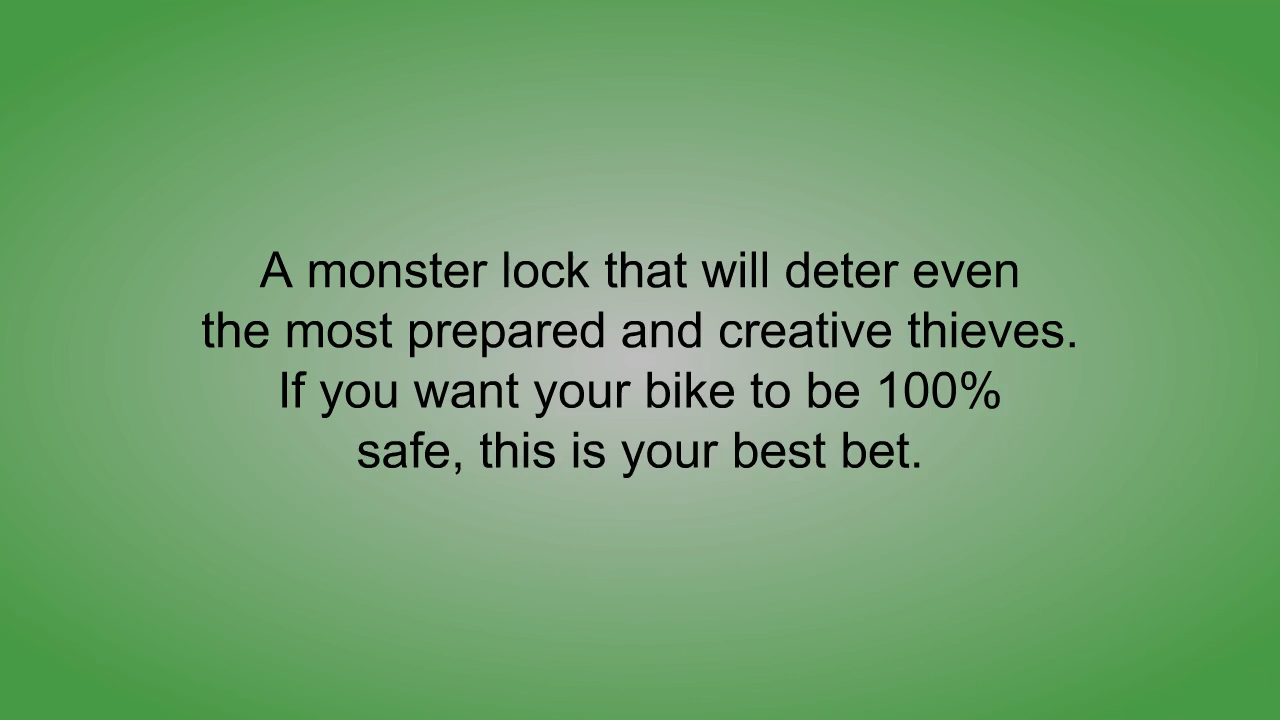 A monster lock that will deter even
the most prepared and creative thieves.
If you want your bike to be 100%
safe, this is your best bet.